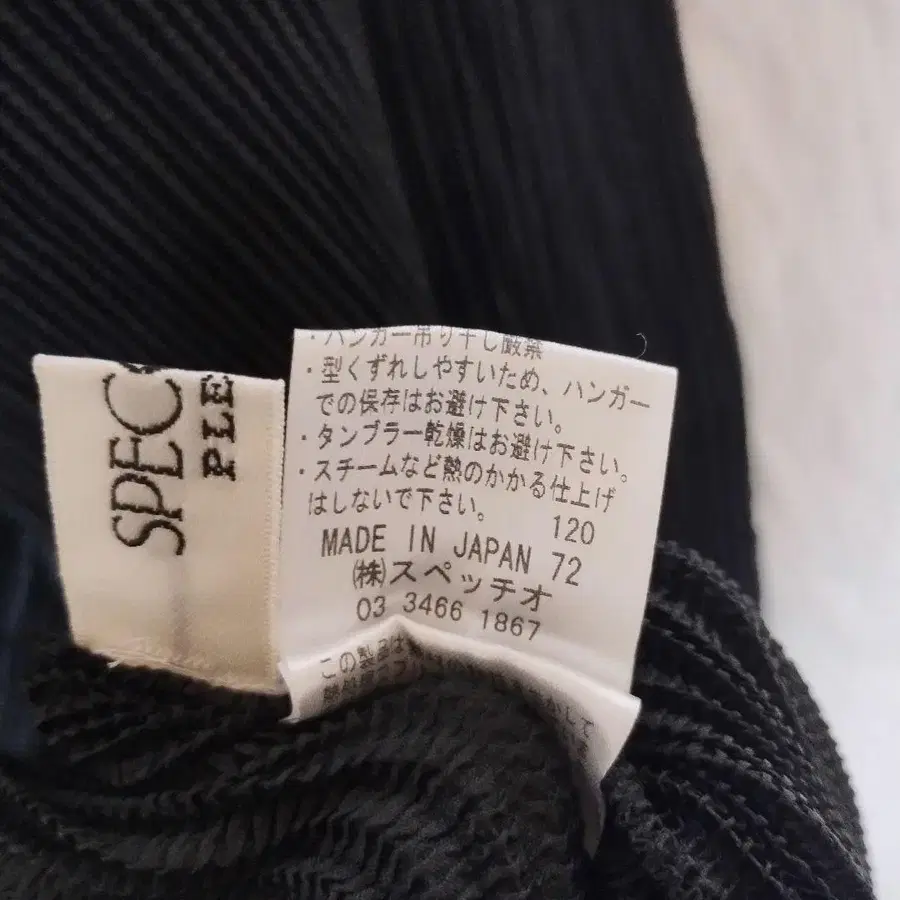 SPEC
PLE
・ハンガー吊り干し厳禁
・型くずれしやすいため、ハンガー
での保存はお避け下さい。
・タンブラー乾燥はお避け下さい。
・スチームなど熱のかかる仕上げ
はしないで下さい。
120
MADE IN JAPAN 72
㈱スペッチオ
03 3466 1867
この製品は